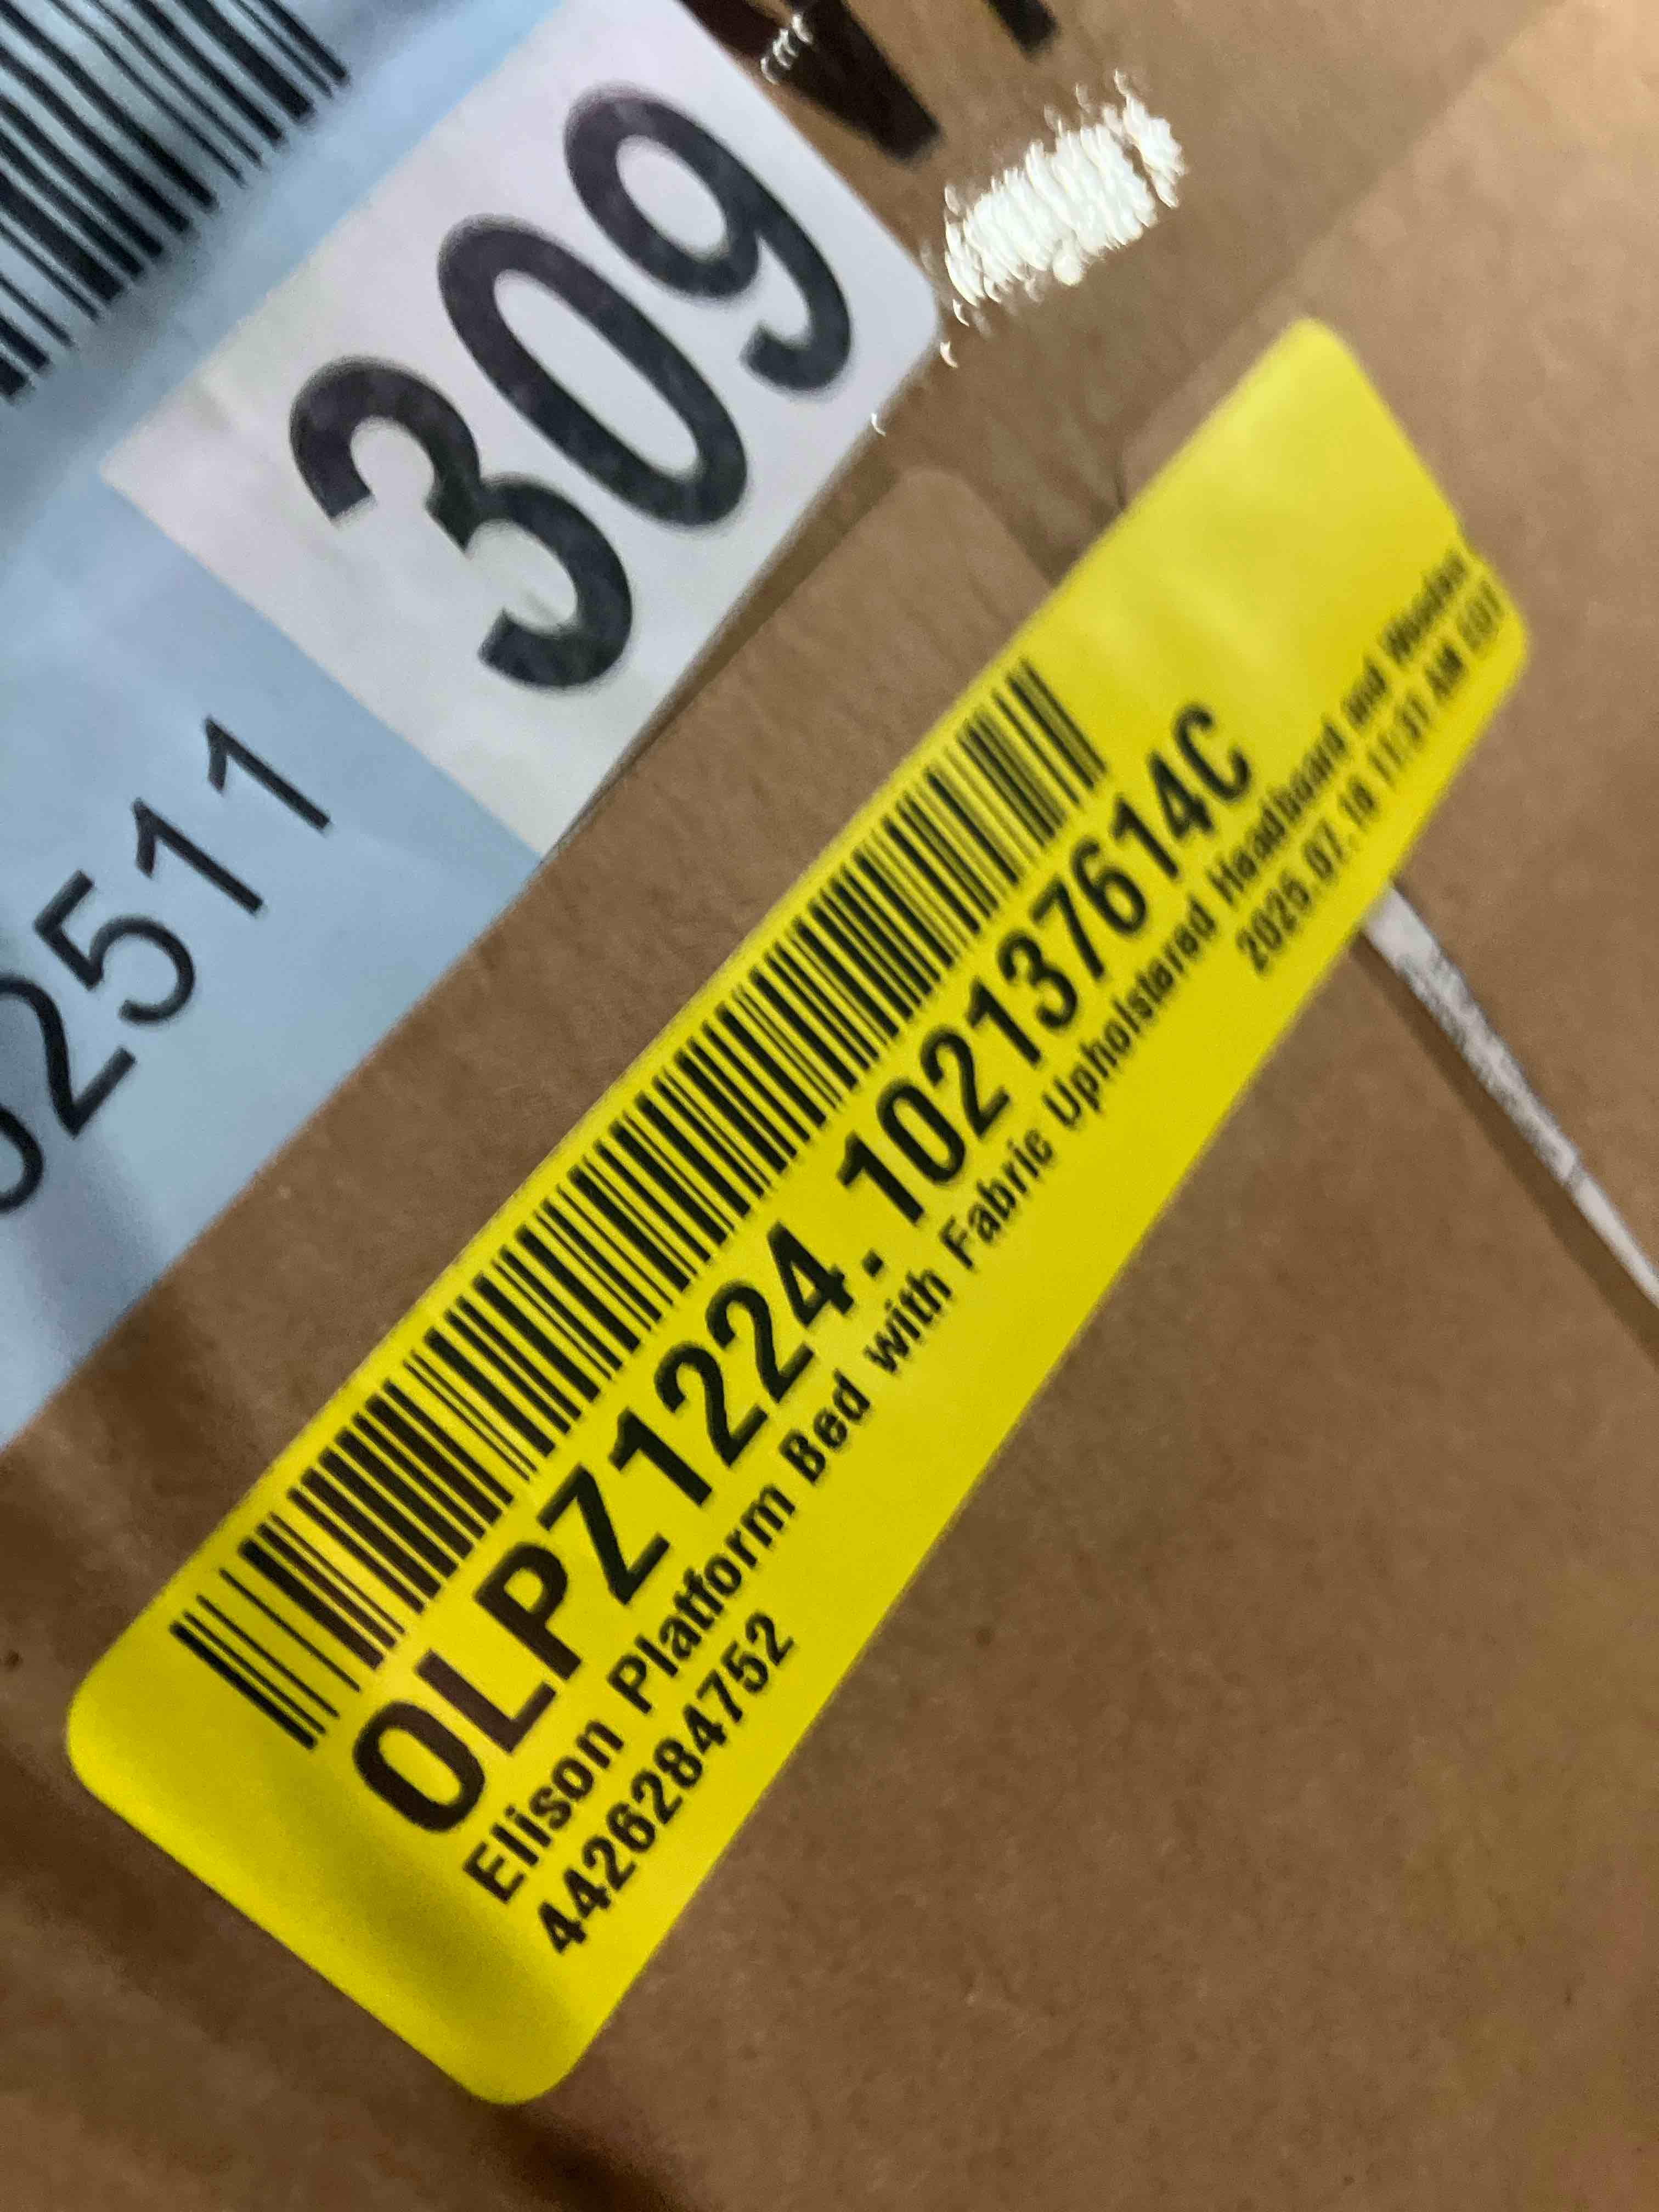 309
2511
OLPZ1224.102137614C
Elison Platform Bed with Fabric Upholstered Headboard and Wooden
4426284752
2025.07.18 11:31 AM EDT